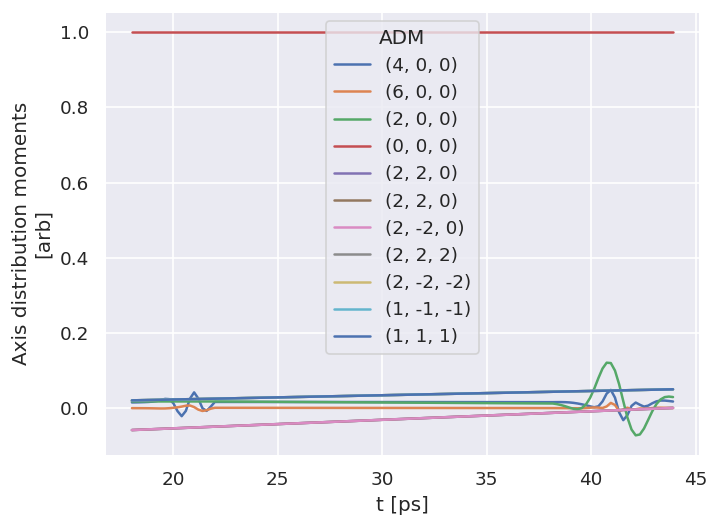 1.0
0.8
0.6
0.4
0.2
0.0
Axis distribution moments
[arb]
ADM
(4, 0, 0)
(6, 0, 0)
(2, 0, 0)
(0, 0, 0)
(2, 2, 0)
(2, 2, 0)
(2, -2, 0)
(2, 2, 2)
(2, -2, -2)
(1, -1, -1)
(1, 1, 1)
20 25 30 35 40 45
t [ps]